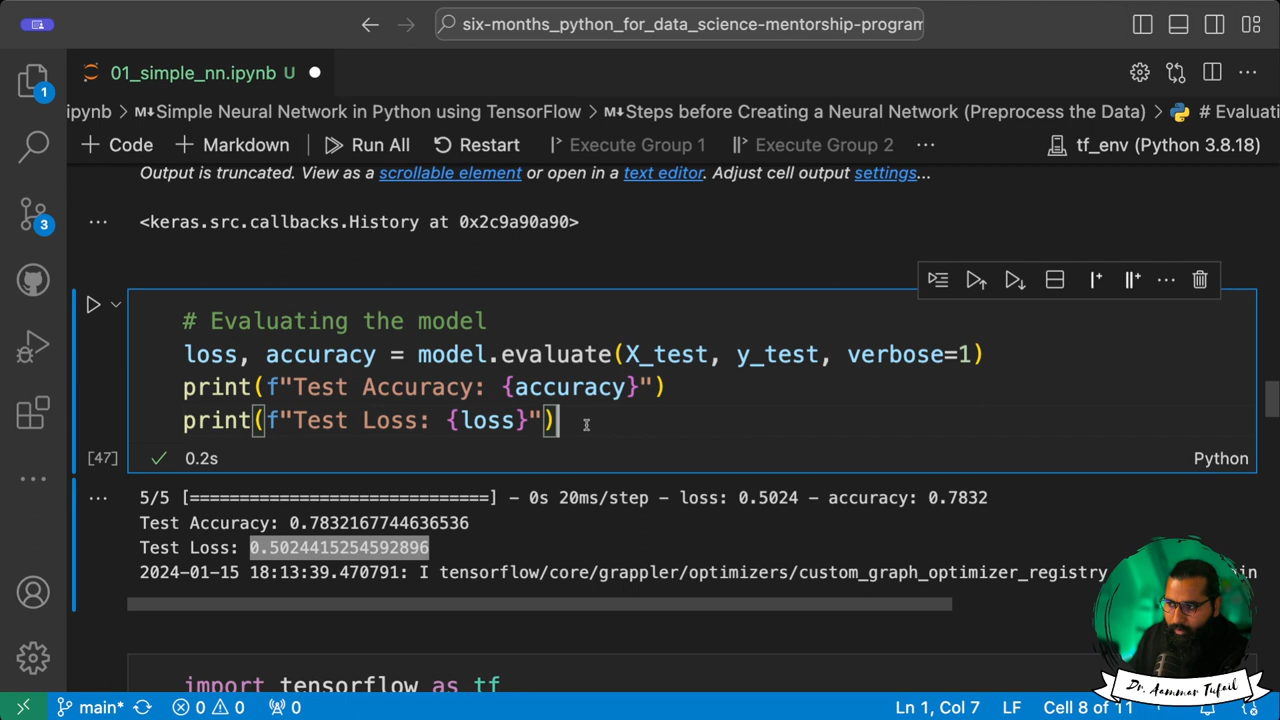 six-months_python_for_data_science-mentorship-program
01_simple_nn.ipynb U
ipynb > Simple Neural Network in Python using TensorFlow > Steps before Creating a Neural Network (Preprocess the Data) > # Evaluati
+ Code + Markdown Run All Restart Execute Group 1 Execute Group 2 ... tf_env (Python 3.8.18)
Output is truncated. View as a scrollable element or open in a text editor. Adjust cell output settings...
<keras.src.callbacks.History at 0x2c9a90a90>
# Evaluating the model
loss, accuracy = model.evaluate(X_test, y_test, verbose=1)
print(f"Test Accuracy: {accuracy}")
print(f"Test Loss: {loss}")
[47] 0.2s Python
5/5 [==============================] - 0s 20ms/step - loss: 0.5024 - accuracy: 0.7832
Test Accuracy: 0.7832167744636536
Test Loss: 0.5024415254592896
2024-01-15 18:13:39.470791: I tensorflow/core/grappler/optimizers/custom_graph_optimizer_registry
import tensorflow as tf
1
3
Dr. Aammar Tufail
main* 0 0 0 Ln 1, Col 7 LF Cell 8 of 11